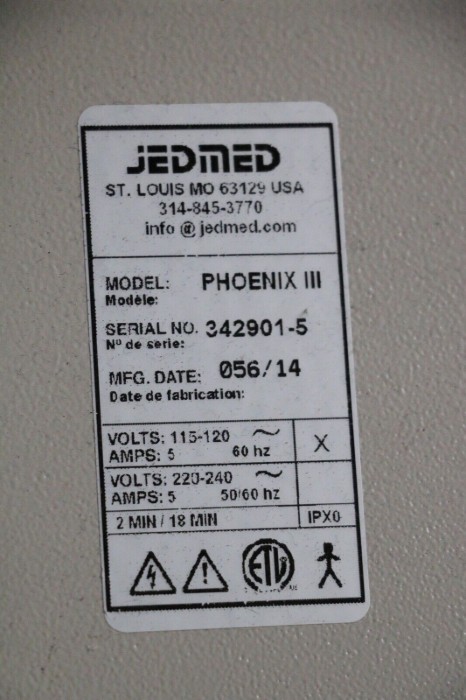 JEDMED
ST. LOUIS MO 63129 USA
314-845-3770
info @ jedmed.com
MODEL: PHOENIX III
Modèle:
SERIAL NO. 342901-5
Nº de serie:
MFG. DATE: 056/14
Date de fabrication:
VOLTS: 115-120 ~
AMPS: 5 60 hz X
VOLTS: 220-240 ~
AMPS: 5 50/60 hz
2 MIN / 18 MIN IPX0
ETL